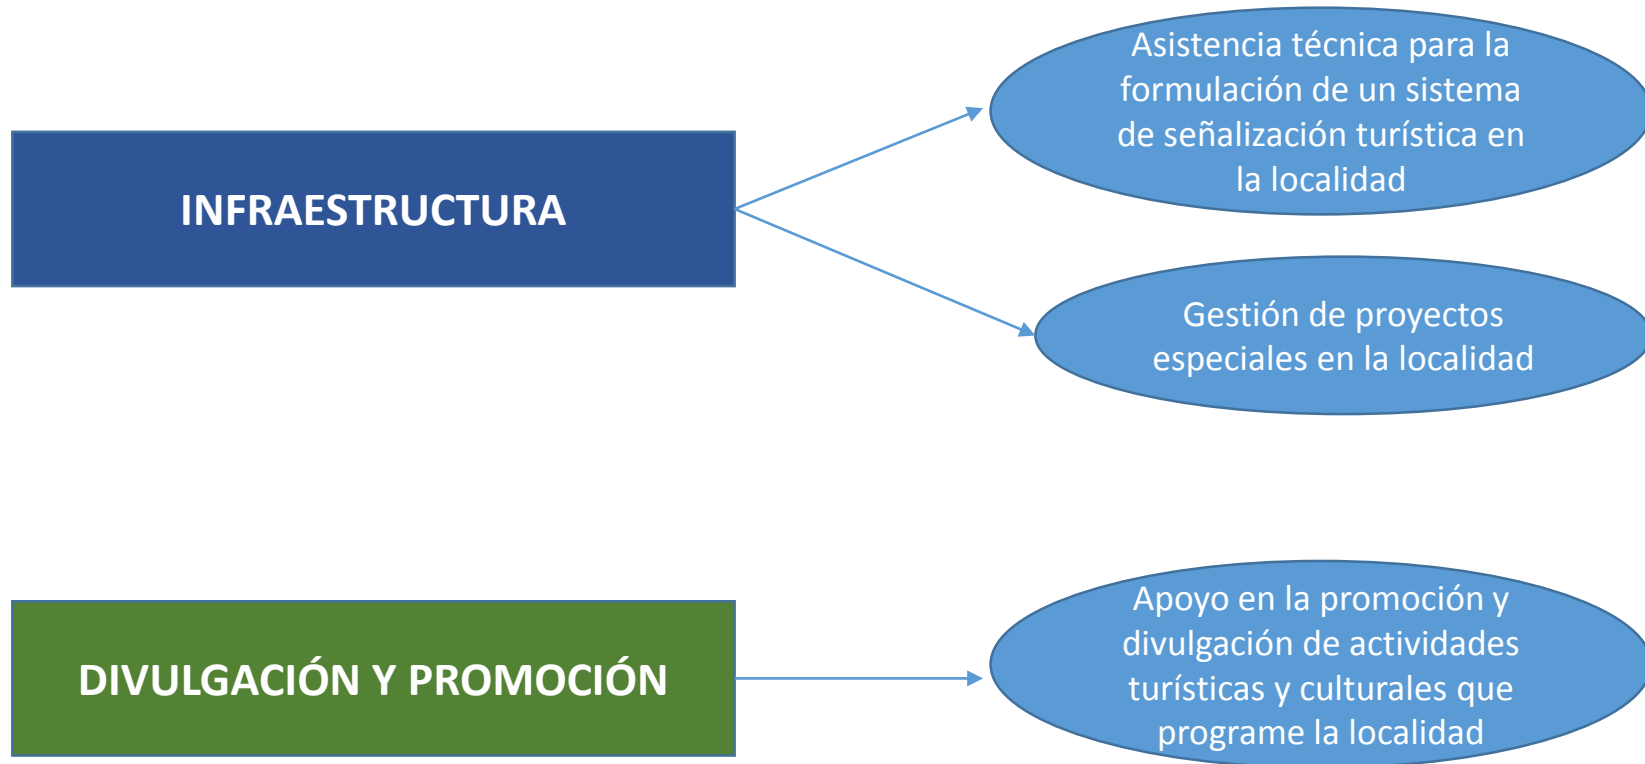 INFRAESTRUCTURA
Asistencia técnica para la
formulación de un sistema
de señalización turística en
la localidad
Gestión de proyectos
especiales en la localidad
DIVULGACIÓN Y PROMOCIÓN
Apoyo en la promoción y
divulgación de actividades
turísticas y culturales que
programe la localidad